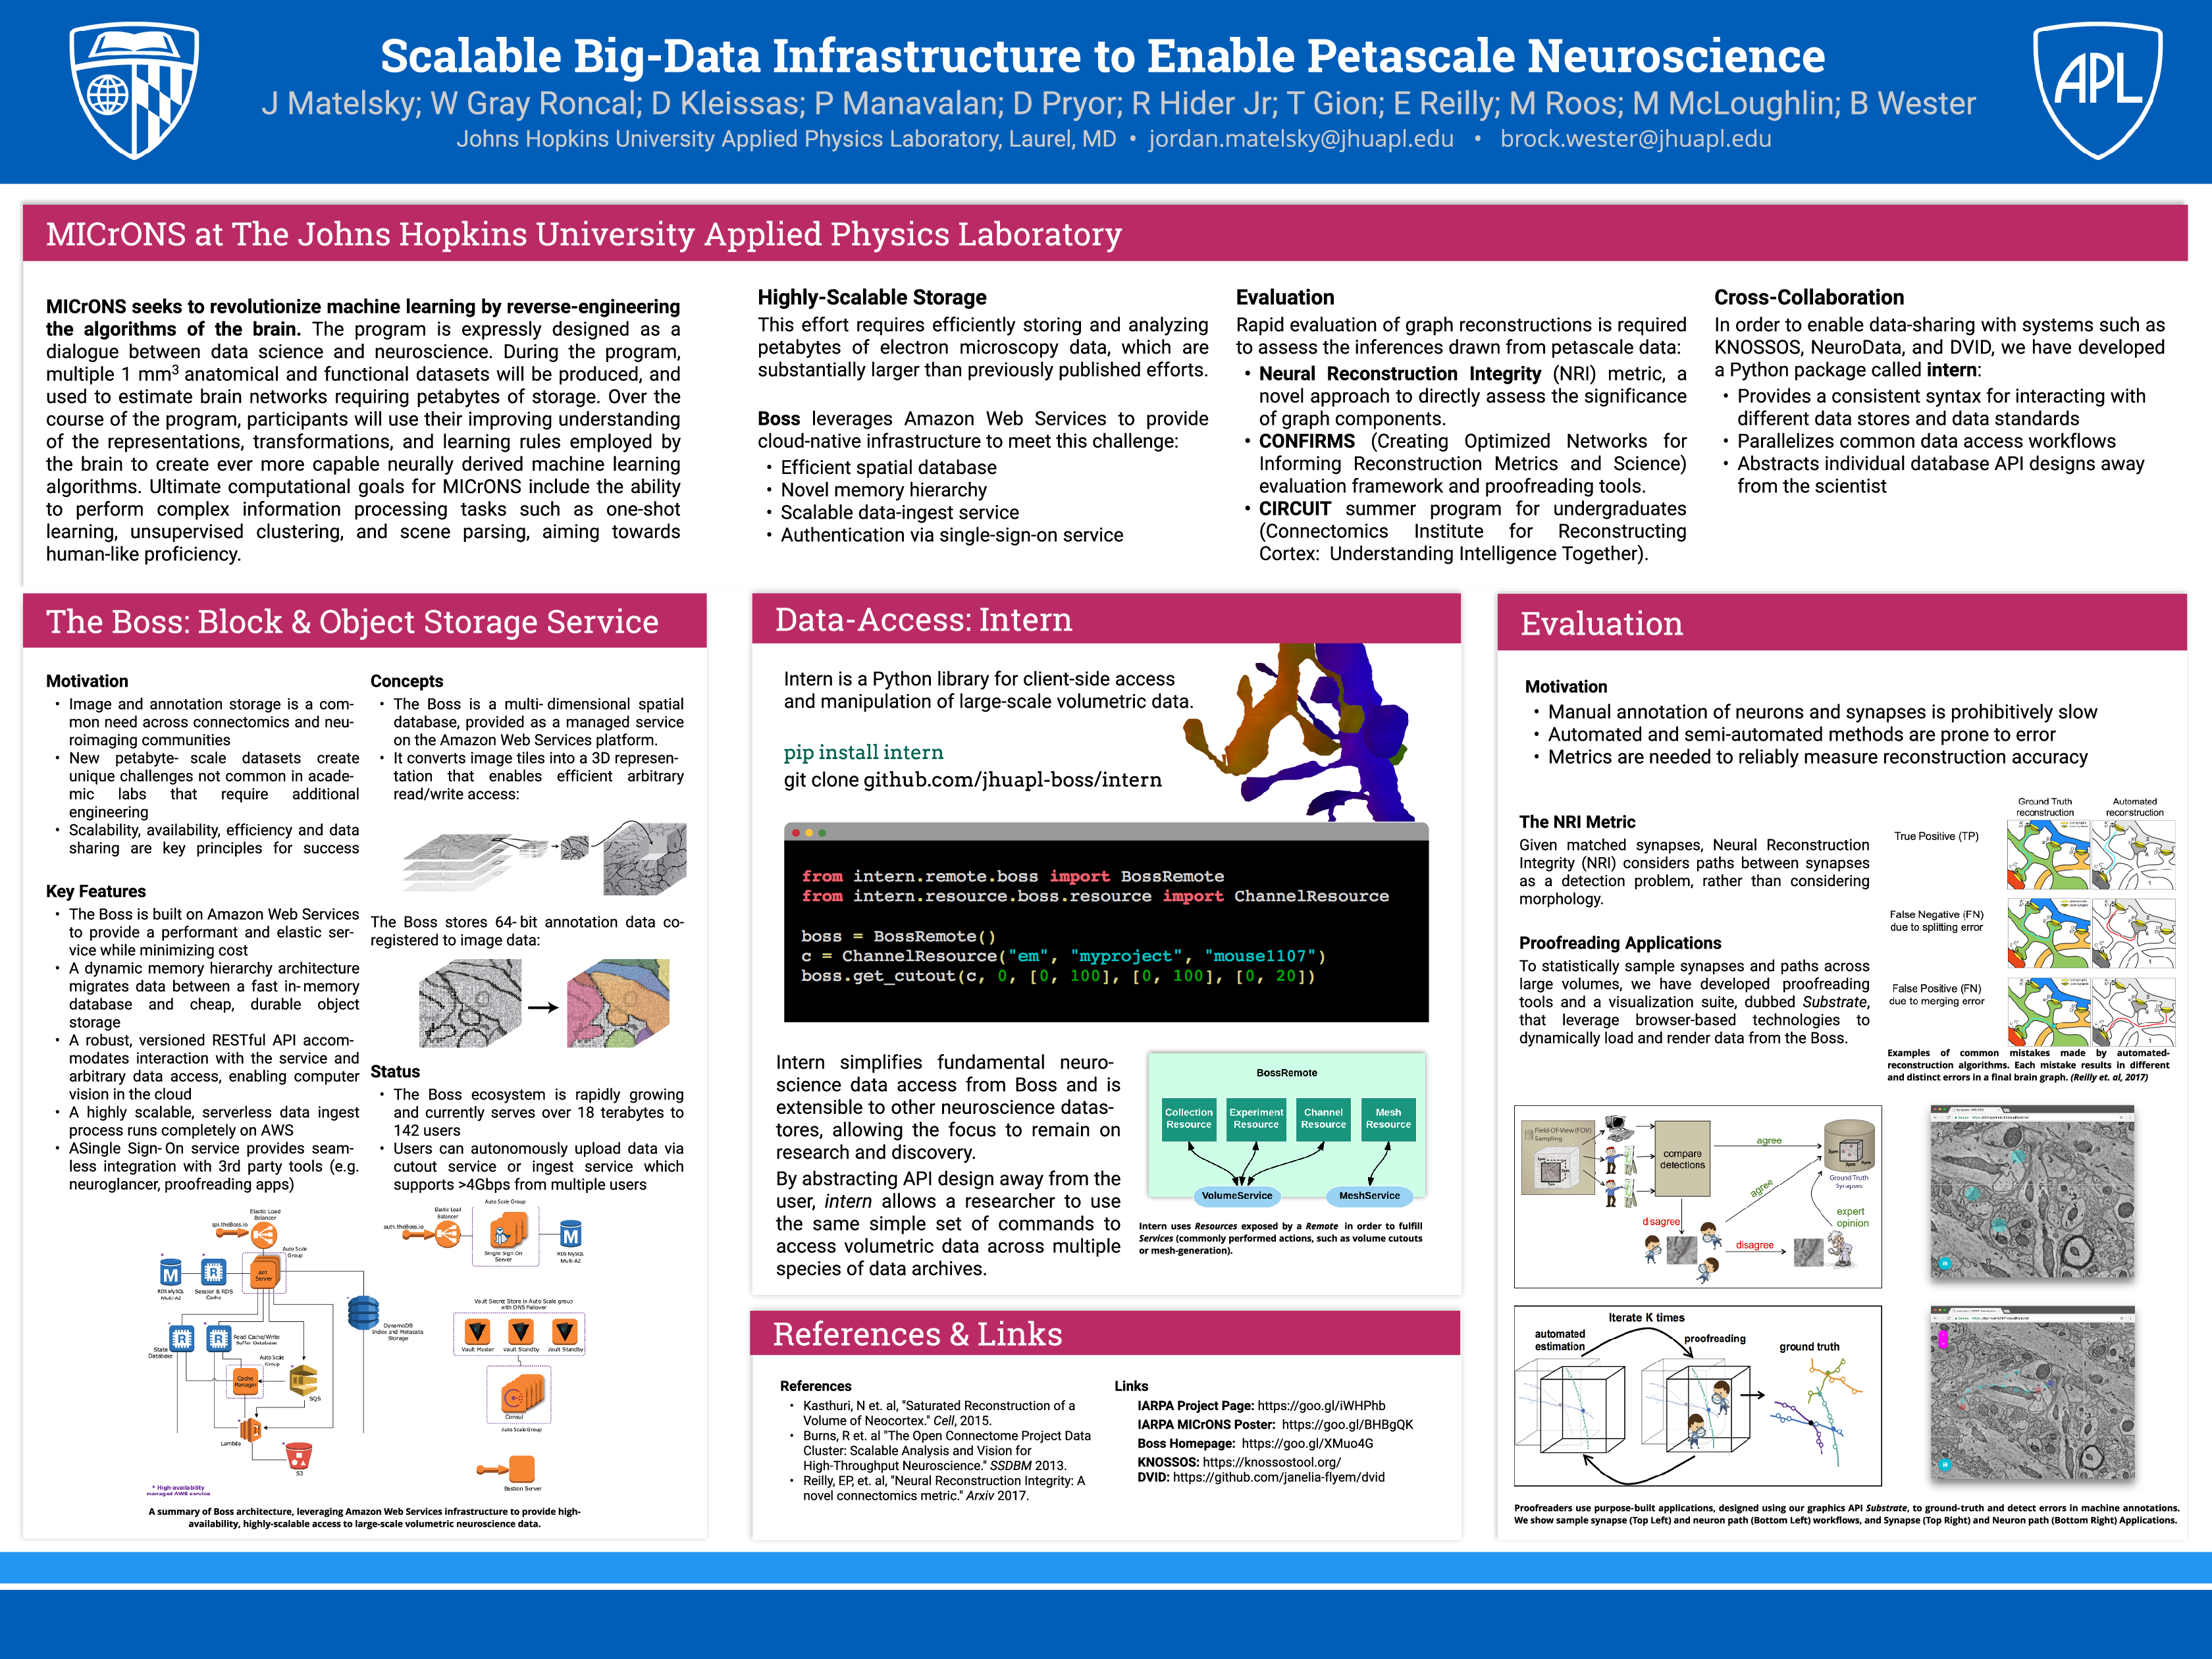 Scalable Big-Data Infrastructure to Enable Petascale Neuroscience
J Matelsky; W Gray Roncal; D Kleissas; P Manavalan; D Pryor; R Hider Jr; T Gion; E Reilly; M Roos; M McLoughlin; B Wester
Johns Hopkins University Applied Physics Laboratory, Laurel, MD • jordan.matelsky@jhuapl.edu • brock.wester@jhuapl.edu
APL
MICrONS at The Johns Hopkins University Applied Physics Laboratory
MICrONS seeks to revolutionize machine learning by reverse-engineering
the algorithms of the brain. The program is expressly designed as a
dialogue between data science and neuroscience. During the program,
multiple 1 mm³ anatomical and functional datasets will be produced, and
used to estimate brain networks requiring petabytes of storage. Over the
course of the program, participants will use their improving understanding
of the representations, transformations, and learning rules employed by
the brain to create ever more capable neurally derived machine learning
algorithms. Ultimate computational goals for MICrONS include the ability
to perform complex information processing tasks such as one-shot
learning, unsupervised clustering, and scene parsing, aiming towards
human-like proficiency.
Highly-Scalable Storage
This effort requires efficiently storing and analyzing
petabytes of electron microscopy data, which are
substantially larger than previously published efforts.
Boss leverages Amazon Web Services to provide
cloud-native infrastructure to meet this challenge:
• Efficient spatial database
• Novel memory hierarchy
• Scalable data-ingest service
• Authentication via single-sign-on service
Evaluation
Rapid evaluation of graph reconstructions is required
to assess the inferences drawn from petascale data:
• Neural Reconstruction Integrity (NRI) metric, a
novel approach to directly assess the significance
of graph components.
• CONFIRMS (Creating Optimized Networks for
Informing Reconstruction Metrics and Science)
evaluation framework and proofreading tools.
• CIRCUIT summer program for undergraduates
(Connectomics Institute for Reconstructing
Cortex: Understanding Intelligence Together).
Cross-Collaboration
In order to enable data-sharing with systems such as
KNOSSOS, NeuroData, and DVID, we have developed
a Python package called intern:
• Provides a consistent syntax for interacting with
different data stores and data standards
• Parallelizes common data access workflows
• Abstracts individual database API designs away
from the scientist
The Boss: Block & Object Storage Service
Motivation
• Image and annotation storage is a com-
mon need across connectomics and neu-
roimaging communities
• New petabyte- scale datasets create
unique challenges not common in acade-
mic labs that require additional
engineering
• Scalability, availability, efficiency and data
sharing are key principles for success
Key Features
• The Boss is built on Amazon Web Services
to provide a performant and elastic ser-
vice while minimizing cost
• A dynamic memory hierarchy architecture
migrates data between a fast in-memory
database and cheap, durable object
storage
• A robust, versioned RESTful API accom-
modates interaction with the service and
arbitrary data access, enabling computer
vision in the cloud
• A highly scalable, serverless data ingest
process runs completely on AWS
• ASingle Sign-On service provides seam-
less integration with 3rd party tools (e.g.
neuroglancer, proofreading apps)
Concepts
• The Boss is a multi-dimensional spatial
database, provided as a managed service
on the Amazon Web Services platform.
• It converts image tiles into a 3D represen-
tation that enables efficient arbitrary
read/write access:
The Boss stores 64-bit annotation data co-
registered to image data:
Status
• The Boss ecosystem is rapidly growing
and currently serves over 18 terabytes to
142 users
• Users can autonomously upload data via
cutout service or ingest service which
supports >4Gbps from multiple users
Elastic Load
Balancer
api.theBoss.io
Auto Scale
Group
API
Server
M
RDS MySQL
Multi-AZ
R
Session & RDS
Cache
DynamoDB
Index and Metadata
Storage
R
State
Database
R
Read Cache/Write
Buffer Database
Auto Scale
Group
Cache
Manager
SQS
Lambda
S3
* High-availability
managed AWS service
Auto Scale Group
Elastic Load
Balancer
auth.theBoss.io
Single Sign On
Server
M
RDS MySQL
Multi-AZ
Vault Secret Store in Auto Scale group
with DNS Failover
Vault Master Vault Standby Vault Standby
Consul
Auto Scale Group
Bastion Server
A summary of Boss architecture, leveraging Amazon Web Services infrastructure to provide high-
availability, highly-scalable access to large-scale volumetric neuroscience data.
Data-Access: Intern
Intern is a Python library for client-side access
and manipulation of large-scale volumetric data.
pip install intern
git clone github.com/jhuapl-boss/intern
from intern.remote.boss import BossRemote
from intern.resource.boss.resource import ChannelResource
boss = BossRemote()
c = ChannelResource("em", "myproject", "mouse1107")
boss.get_cutout(c, 0, [0, 100], [0, 100], [0, 20])
Intern simplifies fundamental neuro-
science data access from Boss and is
extensible to other neuroscience datas-
tores, allowing the focus to remain on
research and discovery.
By abstracting API design away from the
user, intern allows a researcher to use
the same simple set of commands to
access volumetric data across multiple
species of data archives.
BossRemote
Collection Resource
Experiment Resource
Channel Resource
Mesh Resource
VolumeService
MeshService
Intern uses Resources exposed by a Remote in order to fulfill
Services (commonly performed actions, such as volume cutouts
or mesh-generation).
References & Links
References
• Kasthuri, N et. al, "Saturated Reconstruction of a
Volume of Neocortex." Cell, 2015.
• Burns, R et. al "The Open Connectome Project Data
Cluster: Scalable Analysis and Vision for
High-Throughput Neuroscience." SSDBM 2013.
• Reilly, EP, et. al, "Neural Reconstruction Integrity: A
novel connectomics metric." Arxiv 2017.
Links
IARPA Project Page: https://goo.gl/iWHPhb
IARPA MICrONS Poster: https://goo.gl/BHBgQK
Boss Homepage: https://goo.gl/XMuo4G
KNOSSOS: https://knossostool.org/
DVID: https://github.com/janelia-flyem/dvid
Evaluation
Motivation
• Manual annotation of neurons and synapses is prohibitively slow
• Automated and semi-automated methods are prone to error
• Metrics are needed to reliably measure reconstruction accuracy
The NRI Metric
Given matched synapses, Neural Reconstruction
Integrity (NRI) considers paths between synapses
as a detection problem, rather than considering
morphology.
Proofreading Applications
To statistically sample synapses and paths across
large volumes, we have developed proofreading
tools and a visualization suite, dubbed Substrate,
that leverage browser-based technologies to
dynamically load and render data from the Boss.
Ground Truth
reconstruction
Automated
reconstruction
True Positive (TP)
False Negative (FN)
due to splitting error
False Positive (FN)
due to merging error
Examples of common mistakes made by automated-
reconstruction algorithms. Each mistake results in different
and distinct errors in a final brain graph. (Reilly et. al, 2017)
Field-Of-View (FOV)
Sampling
compare
detections
agree
agree
disagree
disagree
expert
opinion
Ground Truth
Synapses
Iterate K times
automated
estimation
proofreading
ground truth
Proofreaders use purpose-built applications, designed using our graphics API Substrate, to ground-truth and detect errors in machine annotations.
We show sample synapse (Top Left) and neuron path (Bottom Left) workflows, and Synapse (Top Right) and Neuron path (Bottom Right) Applications.